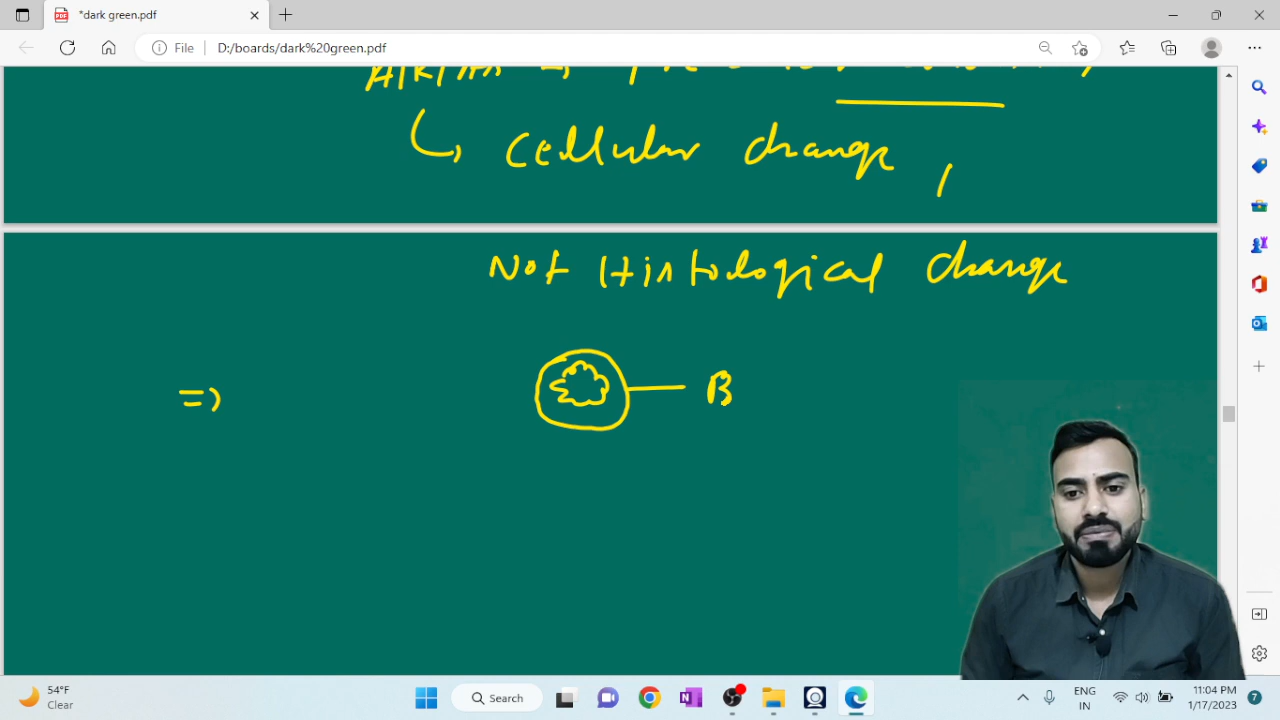 *dark green.pdf
File D:/boards/dark%20green.pdf
cellular change,
Not Histological change
=> B
54°F
Clear
Search
ENG
IN
11:04 PM
1/17/2023
7